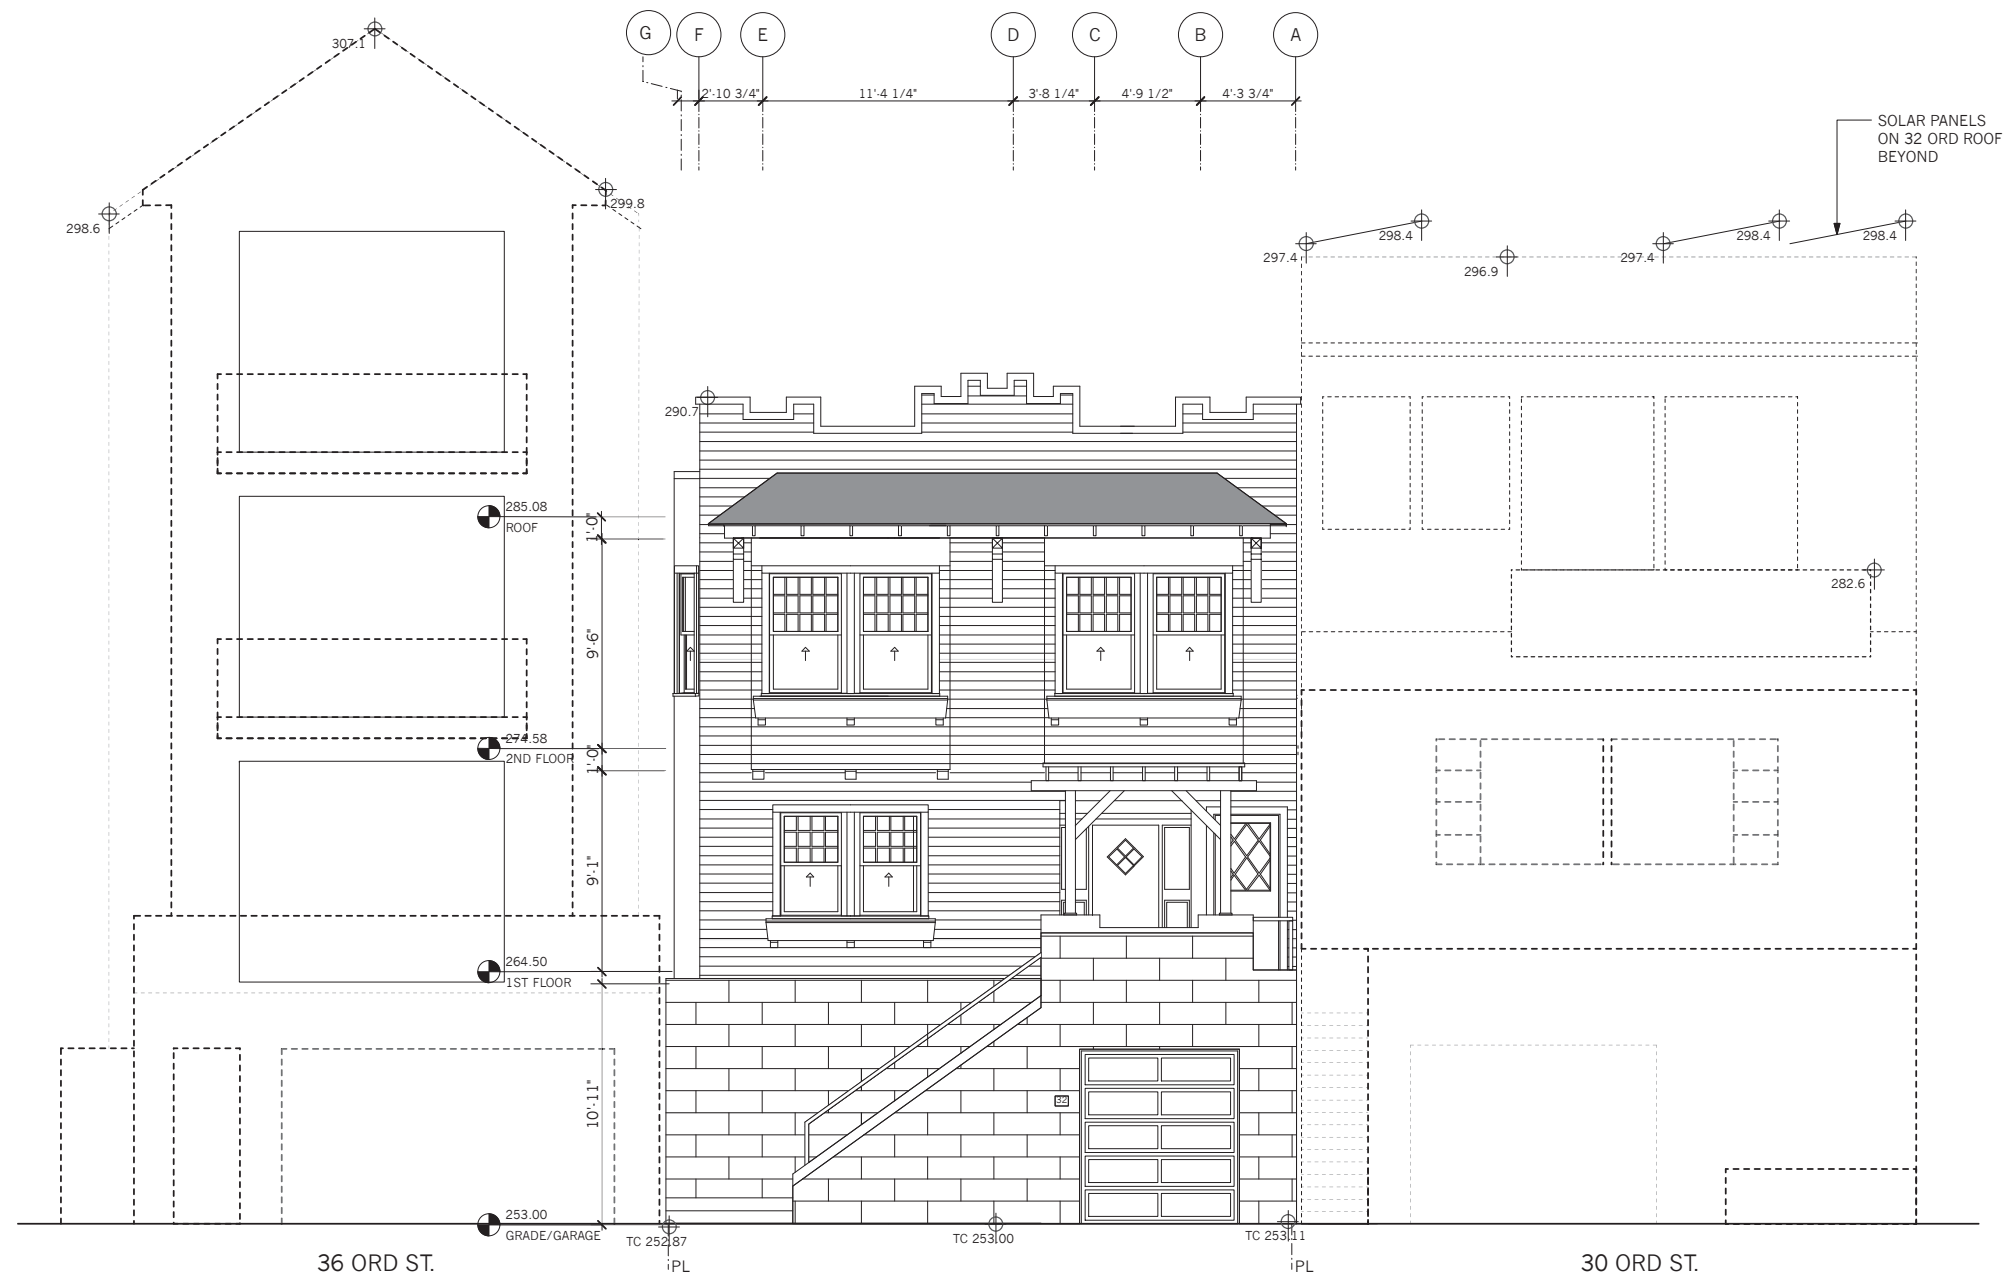 G F E D C B A
307.1
2'-10 3/4" 11'-4 1/4" 3'-8 1/4" 4'-9 1/2" 4'-3 3/4"
SOLAR PANELS
ON 32 ORD ROOF
BEYOND
299.8
298.6
298.4 298.4 298.4
297.4 296.9 297.4
290.7
285.08
ROOF
1'-0"
282.6
9'-6"
274.58
2ND FLOOR
1'-0"
9'-1"
264.50
1ST FLOOR
10'-11"
32
253.00
GRADE/GARAGE
TC 252.87 TC 253.00 TC 253.11
PL PL
36 ORD ST. 30 ORD ST.